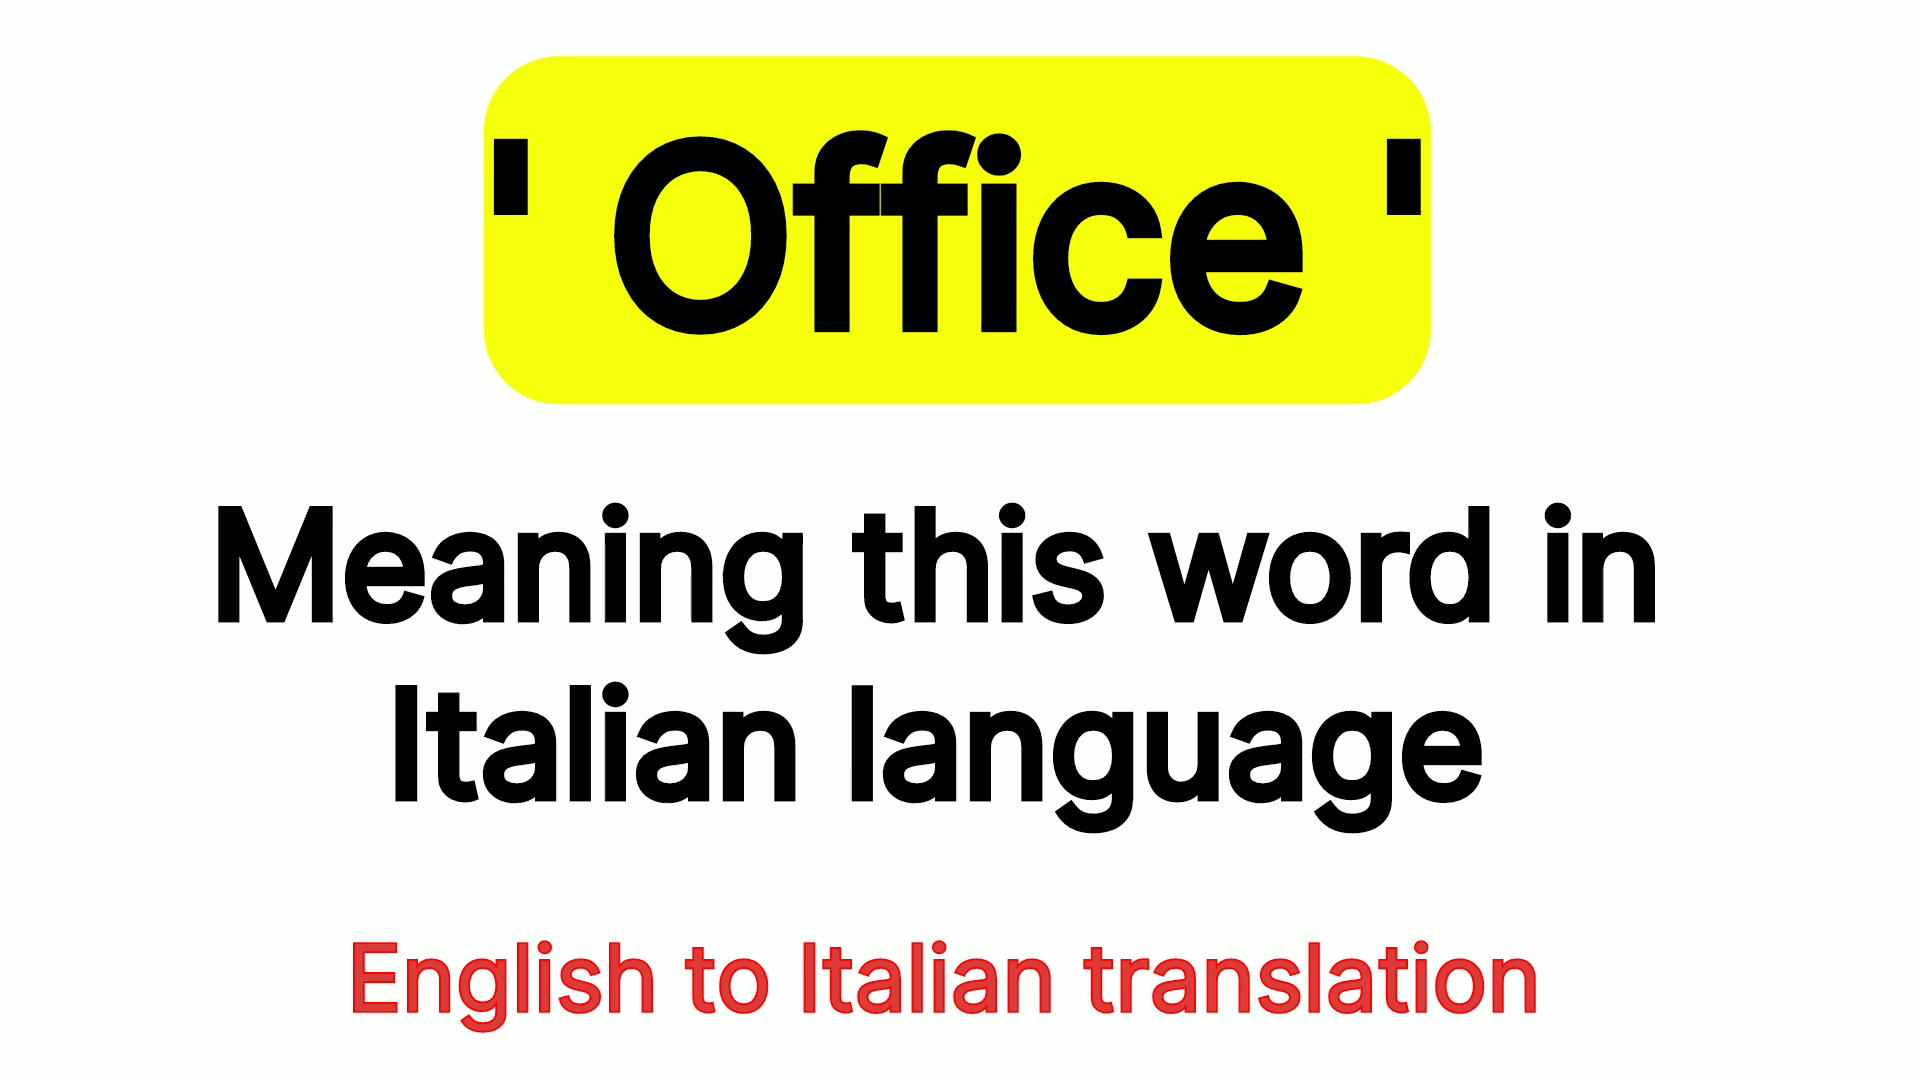 ' Office '
Meaning this word in
Italian language
English to Italian translation